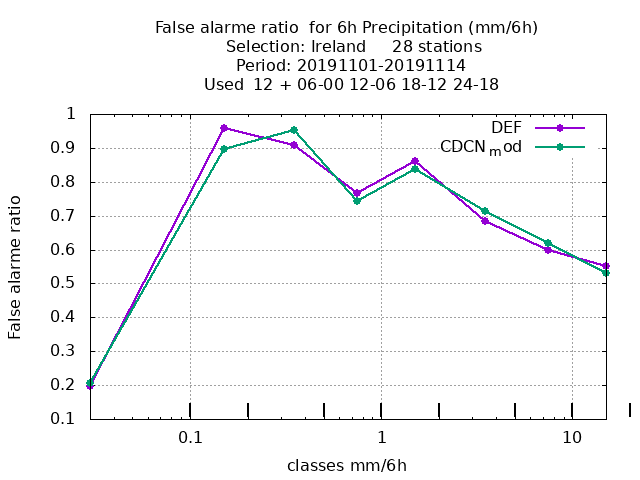 False alarme ratio  for 6h Precipitation (mm/6h)
Selection: Ireland     28 stations
Period: 20191101-20191114
Used  12 + 06-00 12-06 18-12 24-18
DEF
CDCN_mod
1
0.9
0.8
0.7
0.6
0.5
0.4
0.3
0.2
0.1
False alarme ratio
0.1
1
10
classes mm/6h